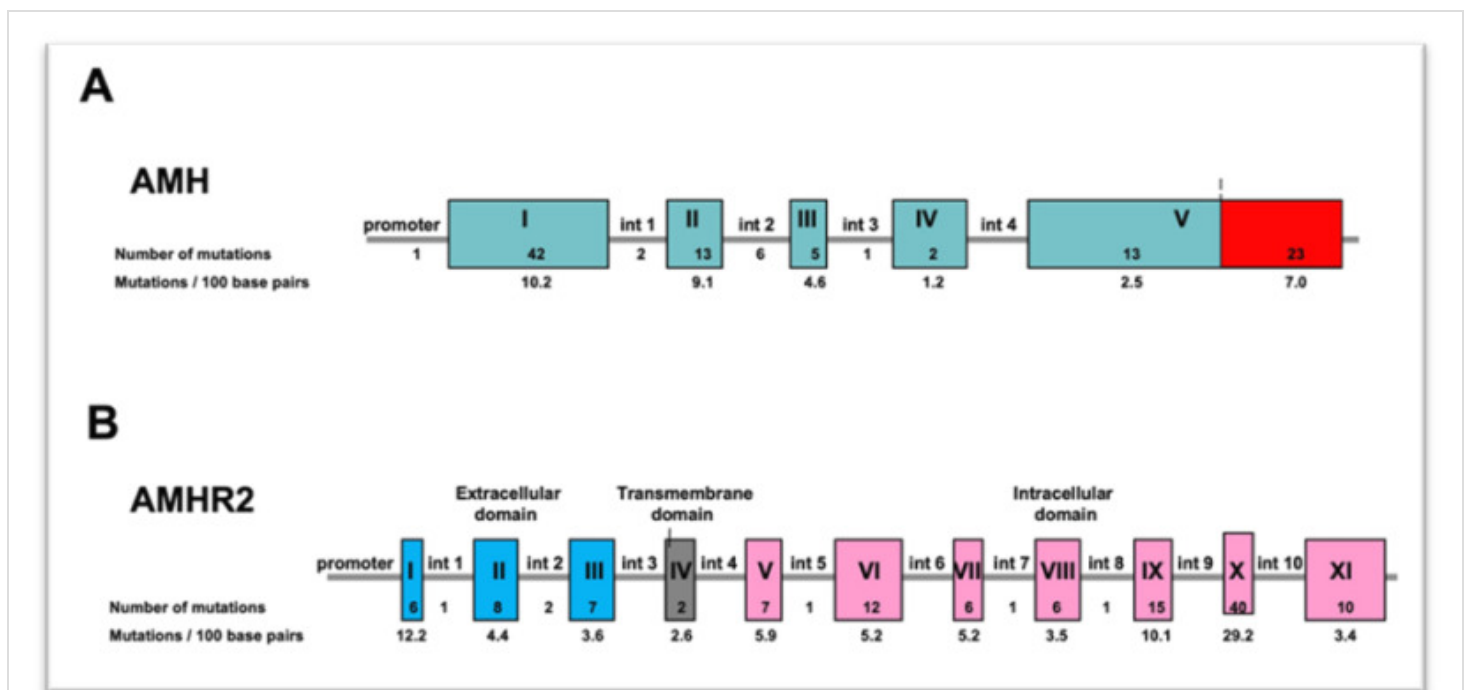 A
AMH
promoter I int 1 II int 2 III int 3 IV int 4 V
Number of mutations 1 42 2 13 6 5 1 2 13 23
Mutations / 100 base pairs 10.2 9.1 4.6 1.2 2.5 7.0
B
AMHR2
Extracellular domain
Transmembrane domain
Intracellular domain
promoter I int 1 II int 2 III int 3 IV int 4 V int 5 VI int 6 VII int 7 VIII int 8 IX int 9 X int 10 XI
Number of mutations 6 1 8 2 7 2 7 1 12 6 1 6 1 15 40 10
Mutations / 100 base pairs 12.2 4.4 3.6 2.6 5.9 5.2 5.2 3.5 10.1 29.2 3.4